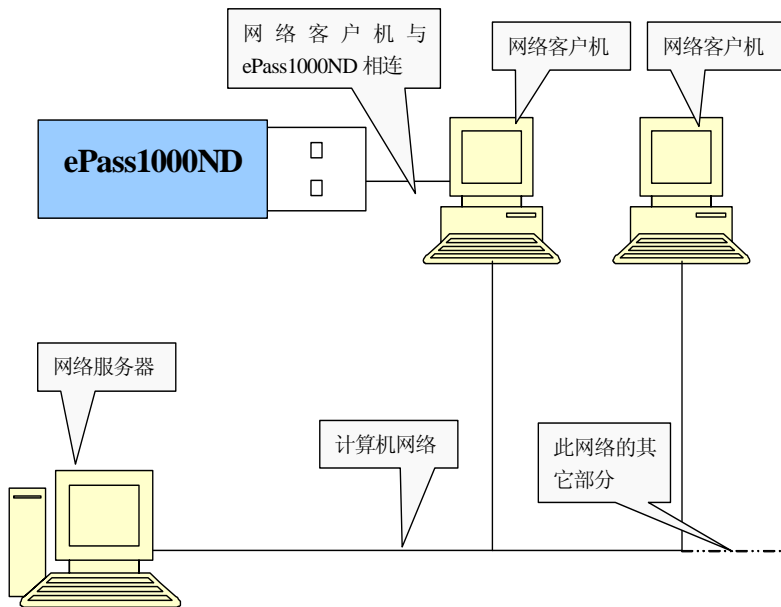 网络客户机与
ePass1000ND 相连
网络客户机
网络客户机
ePass1000ND
网络服务器
计算机网络
此网络的其
它部分